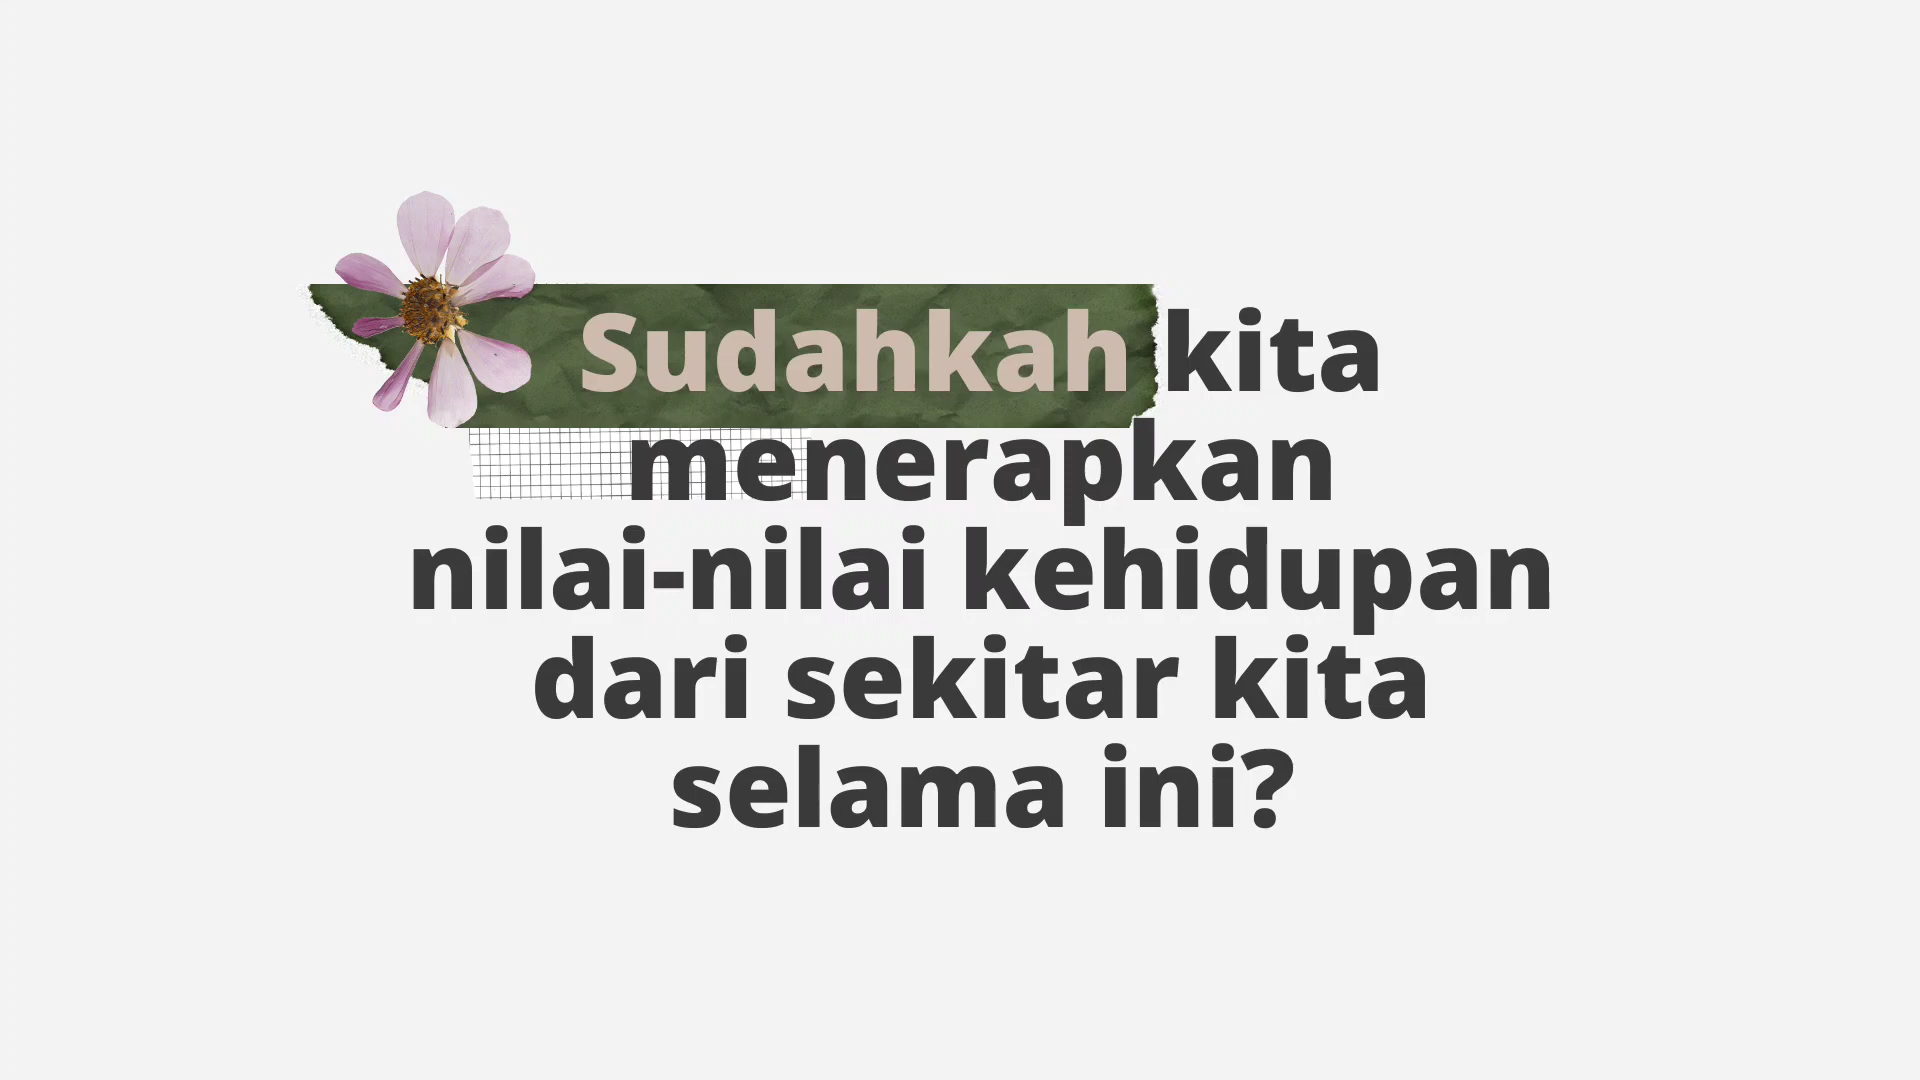 Sudahkah kita
menerapkan
nilai-nilai kehidupan
dari sekitar kita
selama ini?